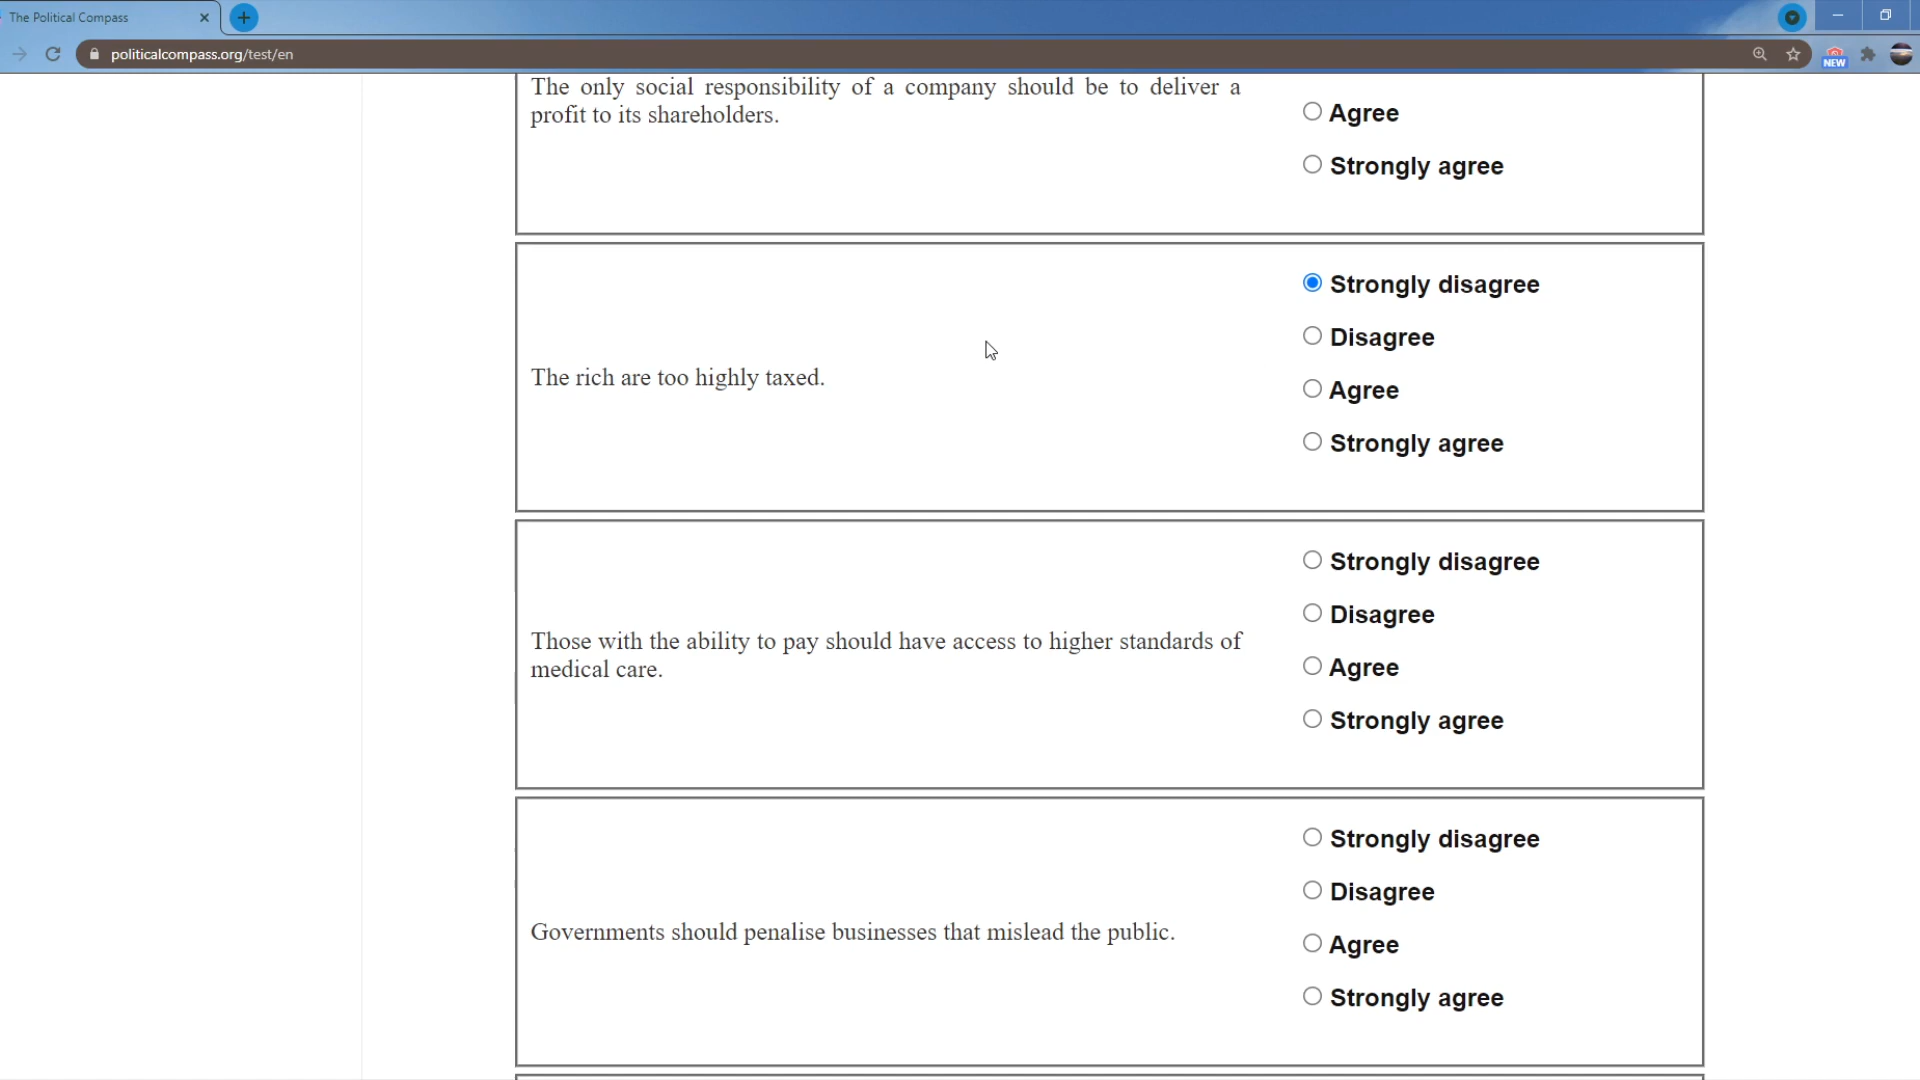 The Political Compass
politicalcompass.org/test/en
NEW
The only social responsibility of a company should be to deliver a
profit to its shareholders.
Agree
Strongly agree
The rich are too highly taxed.
Strongly disagree
Disagree
Agree
Strongly agree
Those with the ability to pay should have access to higher standards of
medical care.
Strongly disagree
Disagree
Agree
Strongly agree
Governments should penalise businesses that mislead the public.
Strongly disagree
Disagree
Agree
Strongly agree